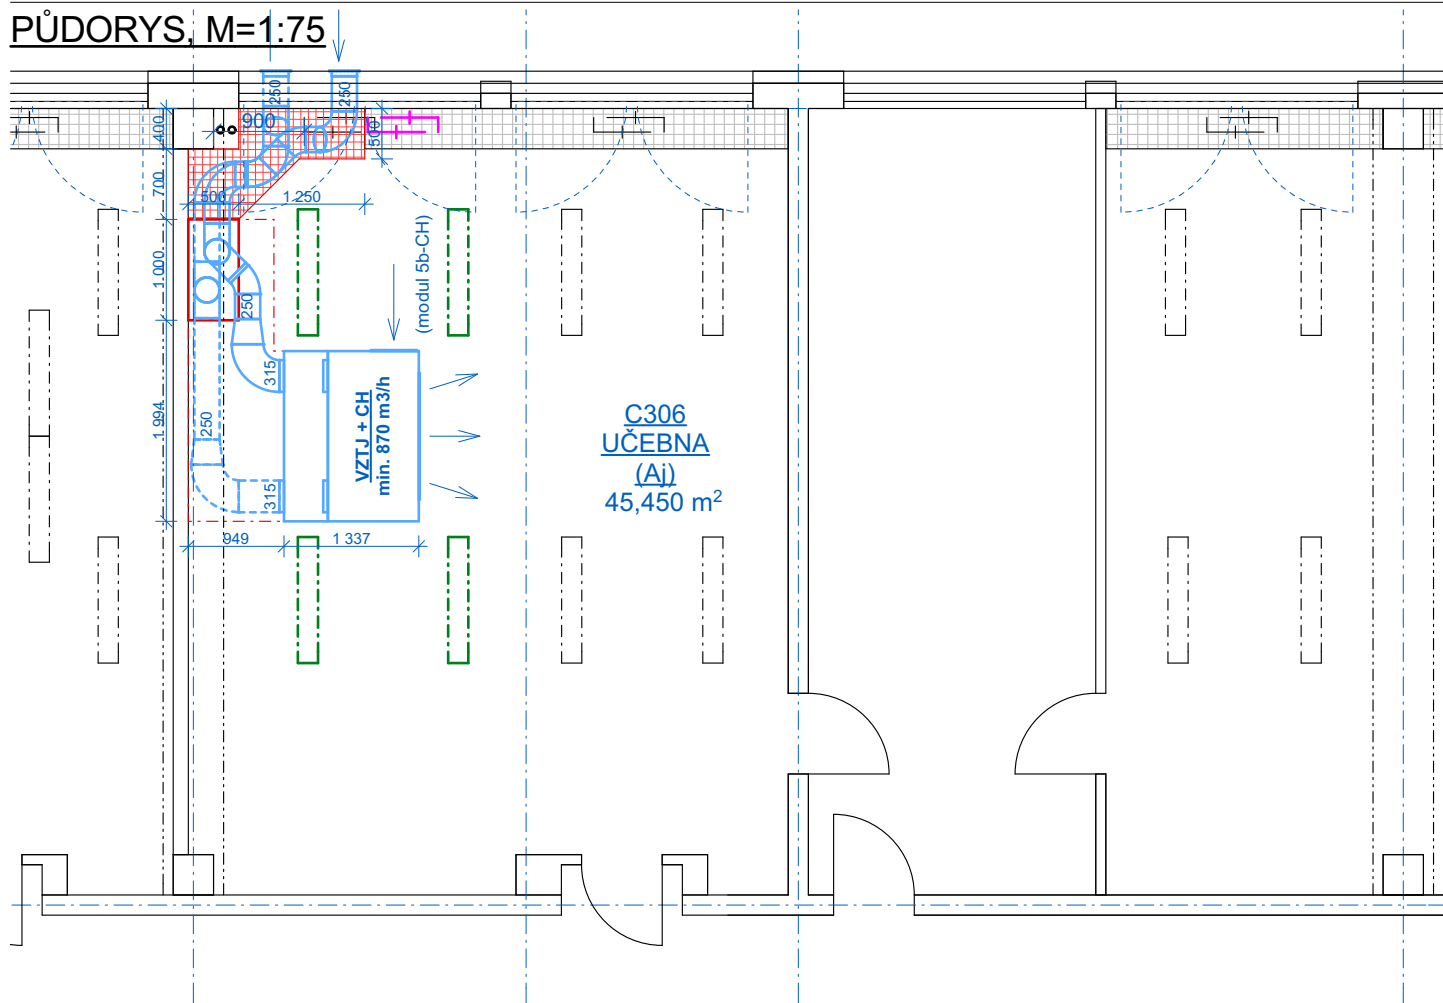 PŮDORYS, M=1:75
250
250
400
900
500
700
500
1 250
1 000
250
(modul 5b-CH)
315
VZTJ + CH
min. 870 m3/h
1 994
250
C306
UČEBNA
(Aj)
45,450 m²
315
949
1 337